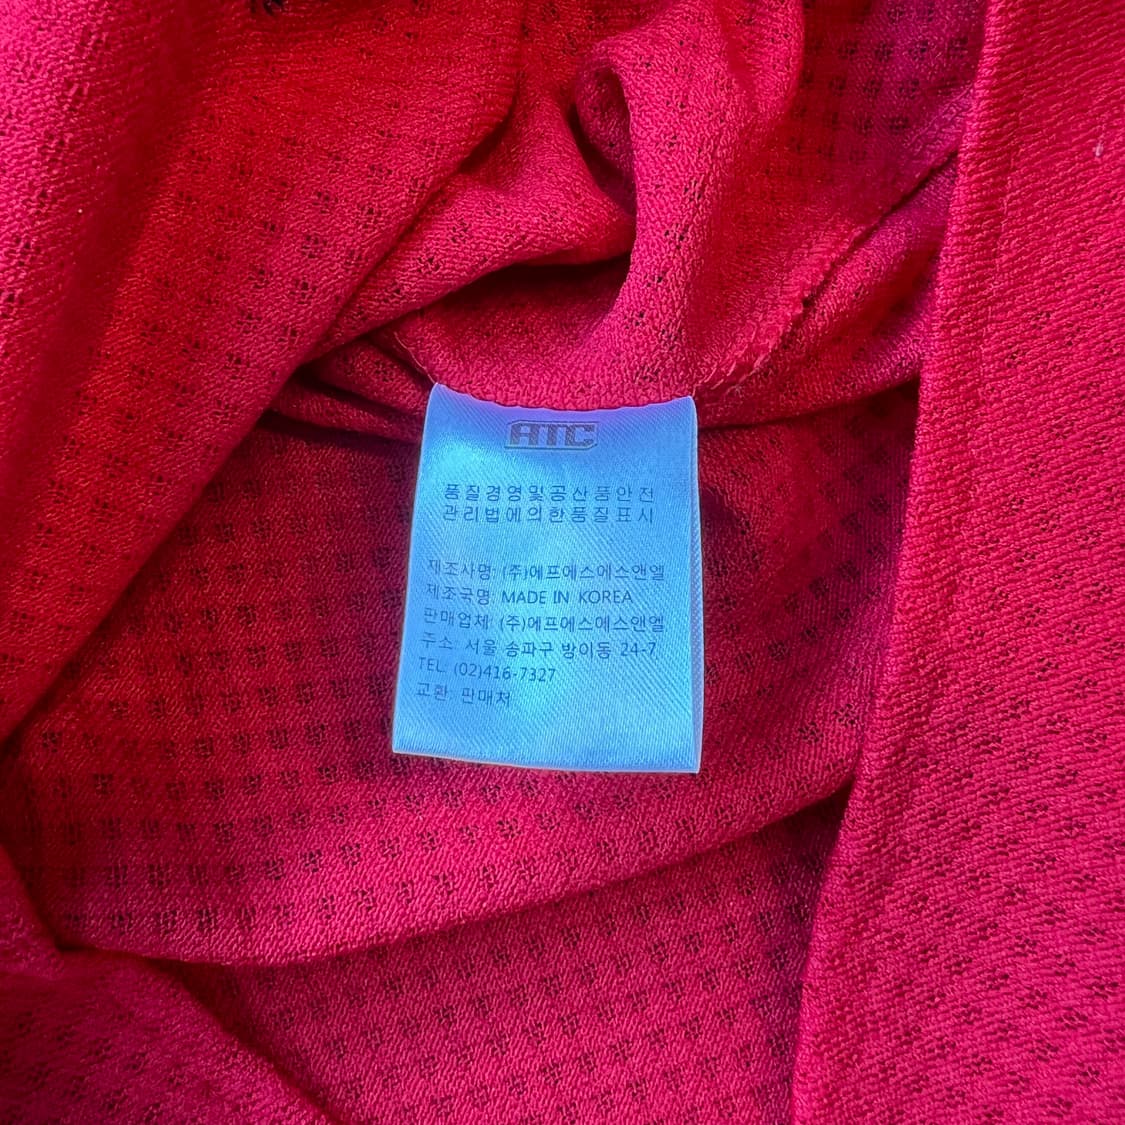 ATC
품질경영및공산품안전
관리법에의한품질표시
제조사명: (주)에프에스에스앤엘
제조국명: MADE IN KOREA
판매업체: (주)에프에스에스앤엘
주소: 서울 송파구 방이동 24-7
TEL: (02)416-7327
교환: 판매처